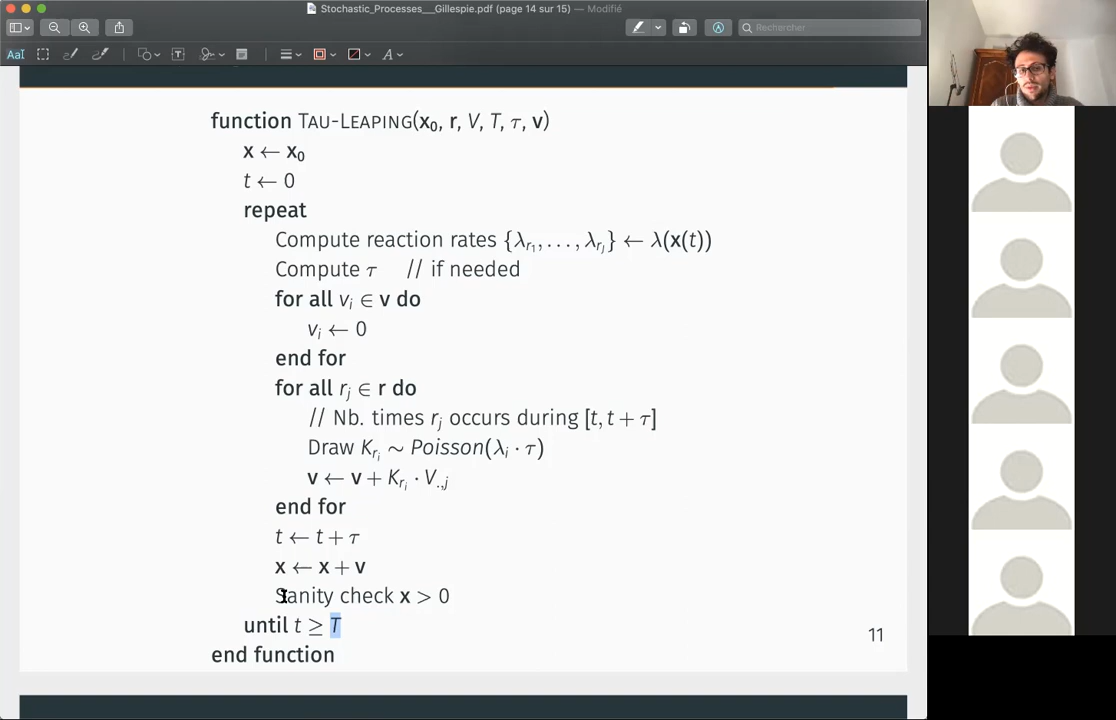 Stochastic_Processes__Gillespie.pdf (page 14 sur 15) — Modifié
Rechercher
function TAU-LEAPING(x₀, r, V, T, τ, v)
x ← x₀
t ← 0
repeat
Compute reaction rates {λ_{r₁}, . . . , λ_{r_J}} ← λ(x(t))
Compute τ // if needed
for all vᵢ ∈ v do
vᵢ ← 0
end for
for all rⱼ ∈ r do
// Nb. times rⱼ occurs during [t, t + τ]
Draw K_{rᵢ} ∼ Poisson(λᵢ · τ)
v ← v + K_{rᵢ} · V_{.,j}
end for
t ← t + τ
x ← x + v
Sanity check x > 0
until t ≥ T
end function
11